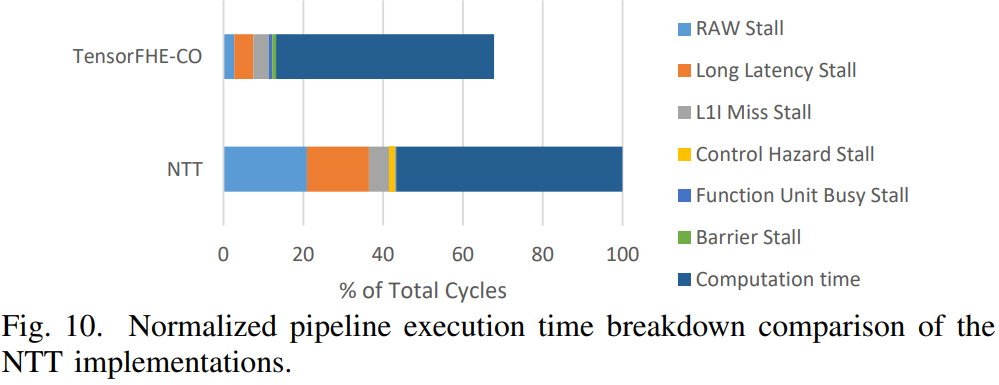 TensorFHE-CO
NTT
0 20 40 60 80 100
% of Total Cycles
RAW Stall
Long Latency Stall
L1I Miss Stall
Control Hazard Stall
Function Unit Busy Stall
Barrier Stall
Computation time
Fig. 10. Normalized pipeline execution time breakdown comparison of the
NTT implementations.